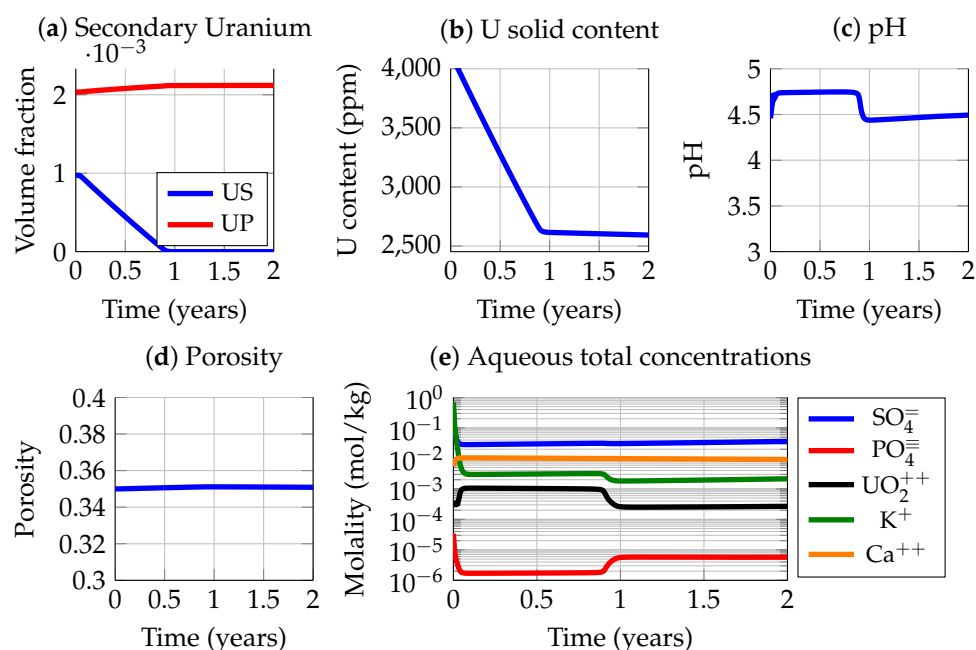 (a) Secondary Uranium
·10⁻³
Volume fraction
2
1
0
US
UP
0 0.5 1 1.5 2
Time (years)
(b) U solid content
U content (ppm)
4,000
3,500
3,000
2,500
0 0.5 1 1.5 2
Time (years)
(c) pH
pH
5
4.5
4
3.5
3
0 0.5 1 1.5 2
Time (years)
(d) Porosity
Porosity
0.4
0.38
0.36
0.34
0.32
0.3
0 0.5 1 1.5 2
Time (years)
(e) Aqueous total concentrations
Molality (mol/kg)
10⁰
10⁻¹
10⁻²
10⁻³
10⁻⁴
10⁻⁵
10⁻⁶
0 0.5 1 1.5 2
Time (years)
SO₄⁼
PO₄≡
UO₂⁺⁺
K⁺
Ca⁺⁺